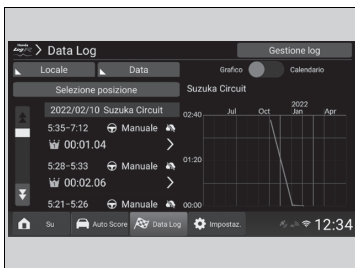 Honda
LogR
Data Log
Gestione log
Locale
Data
Grafico
Calendario
Selezione posizione
Suzuka Circuit
2022/02/10 Suzuka Circuit
5:35-7:12 Manuale
00:01.04
5:28-5:33 Manuale
00:02.06
5:21-5:26 Manuale
02:40
01:20
00:00
Jul Oct 2022 Jan Apr
Su
Auto Score
Data Log
Impostaz.
12:34